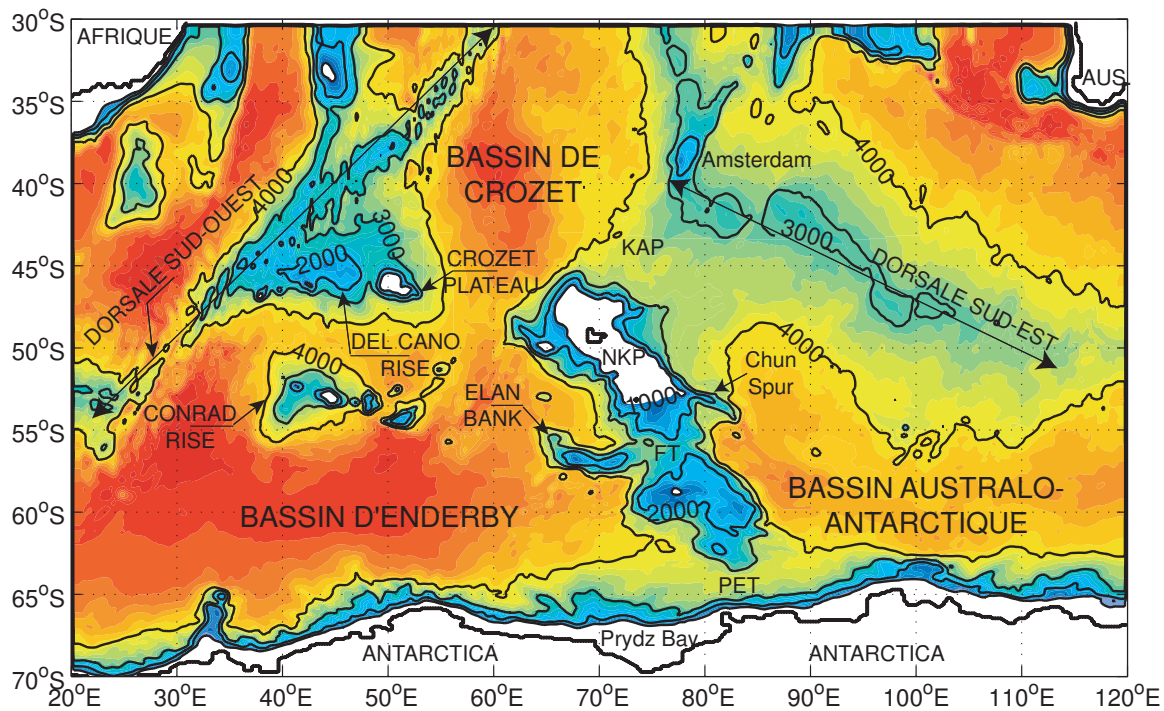 30°S
35°S
40°S
45°S
50°S
55°S
60°S
65°S
70°S
20°E
30°E
40°E
50°E
60°E
70°E
80°E
90°E
100°E
110°E
120°E
AFRIQUE
AUS
BASSIN DE
CROZET
Amsterdam
4000
4000
DORSALE SUD-OUEST
3000
3000
KAP
2000
CROZET
PLATEAU
DORSALE SUD-EST
DEL CANO
RISE
4000
4000
NKP
Chun
Spur
CONRAD
RISE
ELAN
BANK
1000
FT
BASSIN D'ENDERBY
2000
BASSIN AUSTRALO-
ANTARCTIQUE
PET
Prydz Bay
ANTARCTICA
ANTARCTICA